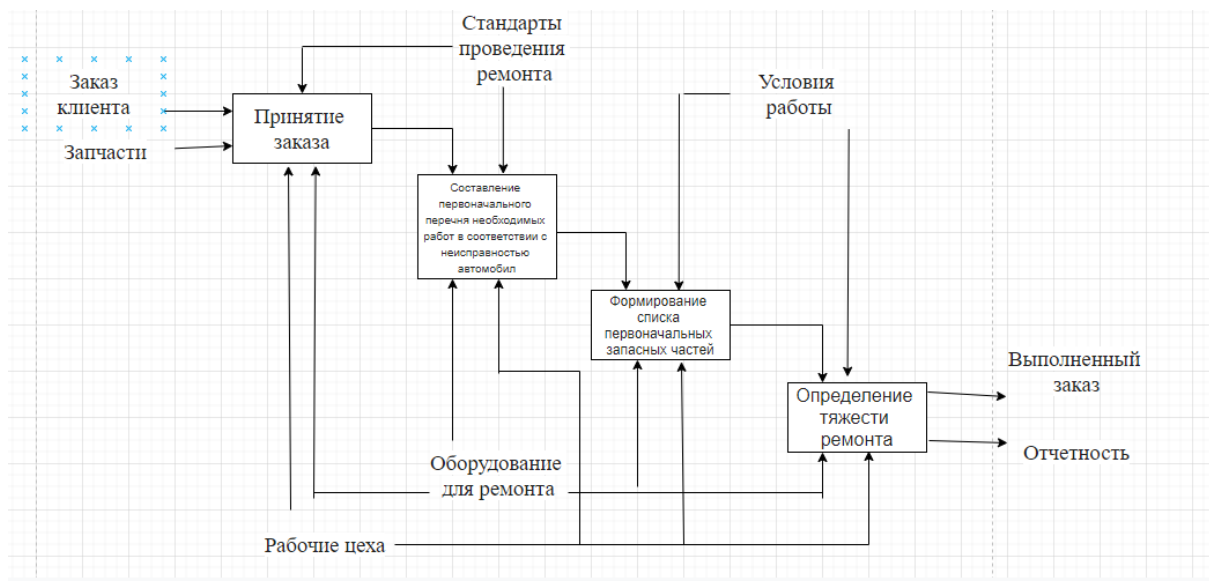 Стандарты
проведения
ремонта
Заказ
клиента
Условия
работы
Принятие
заказа
Запчасти
Составление
первоначального
перечня необходимых
работ в соответствии с
неисправностью
автомобил
Формирование
списка
первоначальных
запасных частей
Выполненный
заказ
Определение
тяжести
ремонта
Отчетность
Оборудование
для ремонта
Рабочие цеха